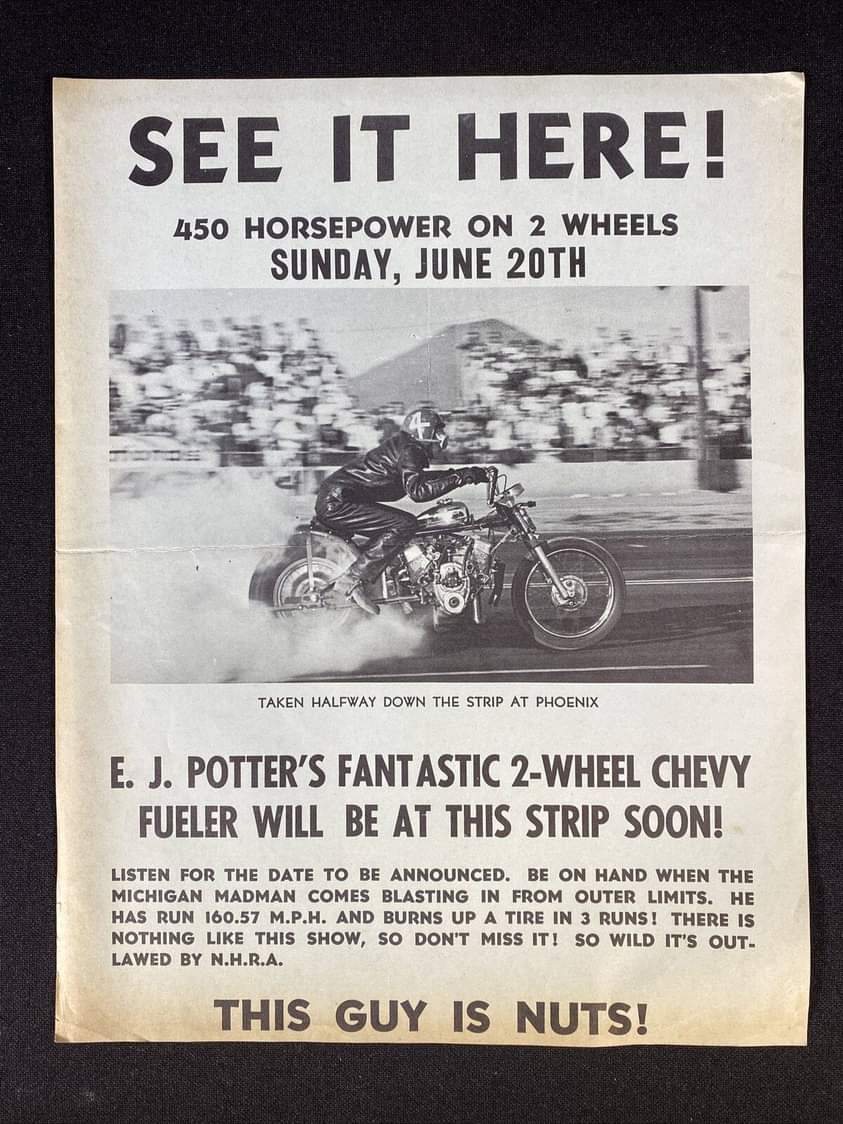 SEE IT HERE!
450 HORSEPOWER ON 2 WHEELS
SUNDAY, JUNE 20TH
4
TAKEN HALFWAY DOWN THE STRIP AT PHOENIX
E. J. POTTER'S FANTASTIC 2-WHEEL CHEVY
FUELER WILL BE AT THIS STRIP SOON!
LISTEN FOR THE DATE TO BE ANNOUNCED. BE ON HAND WHEN THE
MICHIGAN MADMAN COMES BLASTING IN FROM OUTER LIMITS. HE
HAS RUN 160.57 M.P.H. AND BURNS UP A TIRE IN 3 RUNS! THERE IS
NOTHING LIKE THIS SHOW, SO DON'T MISS IT! SO WILD IT'S OUT-
LAWED BY N.H.R.A.
THIS GUY IS NUTS!